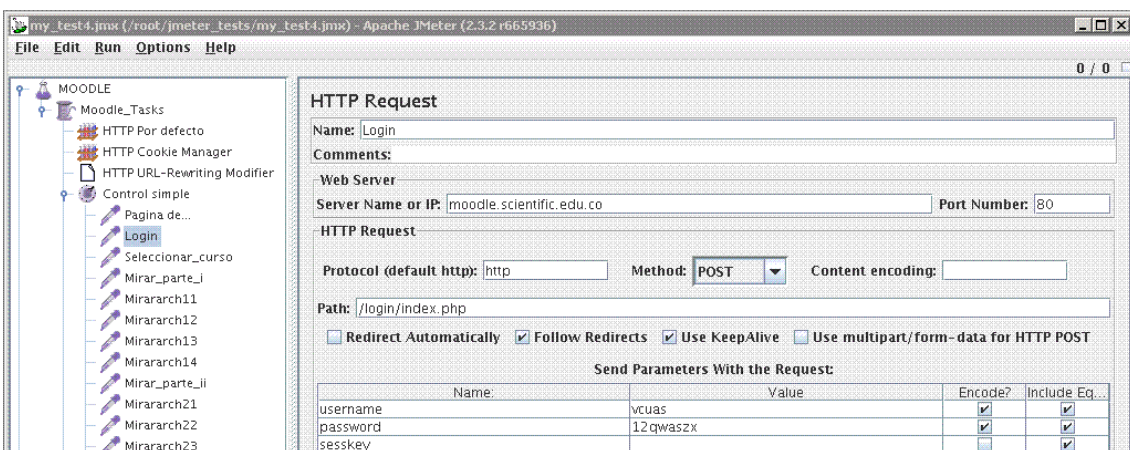 my_test4.jmx (/root/jmeter_tests/my_test4.jmx) - Apache JMeter (2.3.2 r665936)
File Edit Run Options Help
0 / 0
MOODLE
Moodle_Tasks
HTTP Por defecto
HTTP Cookie Manager
HTTP URL-Rewriting Modifier
Control simple
Pagina de...
Login
Seleccionar_curso
Mirar_parte_i
Mirararch11
Mirararch12
Mirararch13
Mirararch14
Mirar_parte_ii
Mirararch21
Mirararch22
Mirararch23
HTTP Request
Name: Login
Comments:
Web Server
Server Name or IP: moodle.scientific.edu.co Port Number: 80
HTTP Request
Protocol (default http): http Method: POST Content encoding:
Path: /login/index.php
Redirect Automatically Follow Redirects Use KeepAlive Use multipart/form-data for HTTP POST
Send Parameters With the Request:
Name: Value Encode? Include Eq...
username vcuas
password 12qwaszx
sesskey